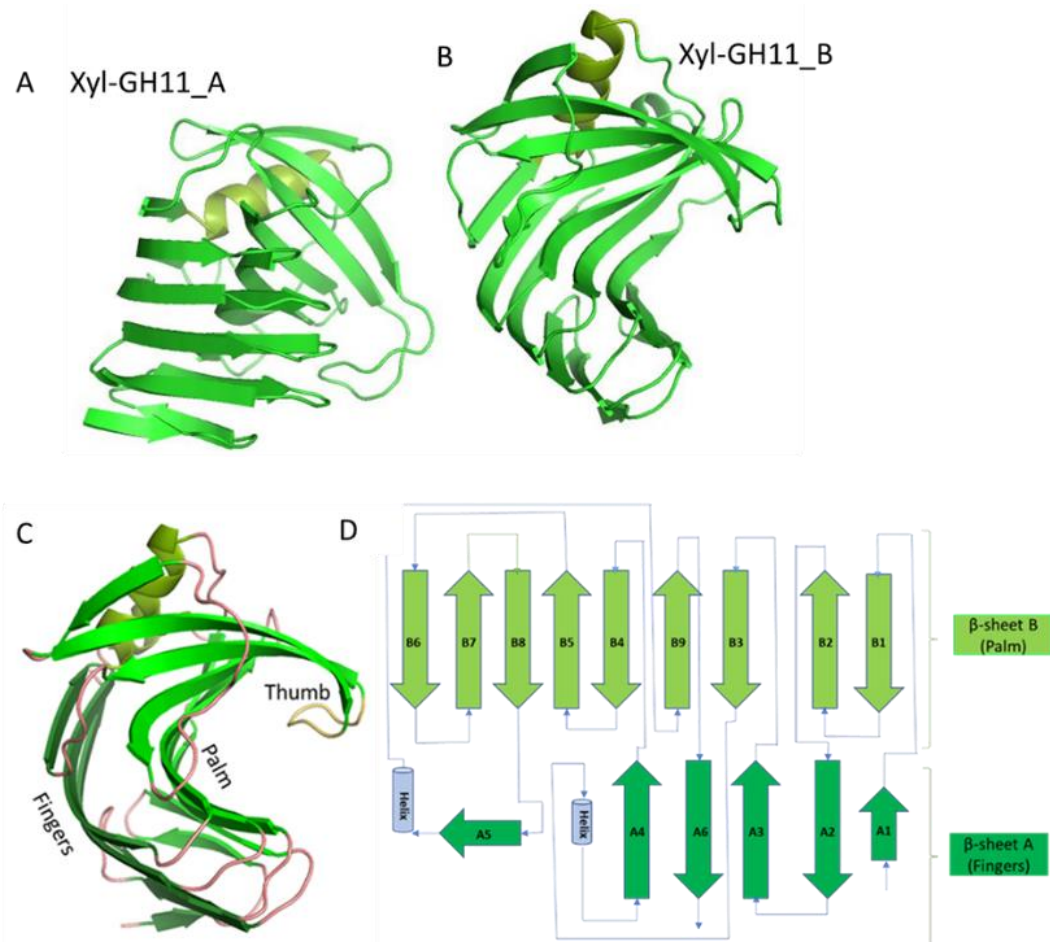 A Xyl-GH11_A
B Xyl-GH11_B
C
Thumb
Palm
Fingers
D
B6 B7 B8 B5 B4 B9 B3 B2 B1
β-sheet B
(Palm)
Helix A5 Helix A4 A6 A3 A2 A1
β-sheet A
(Fingers)